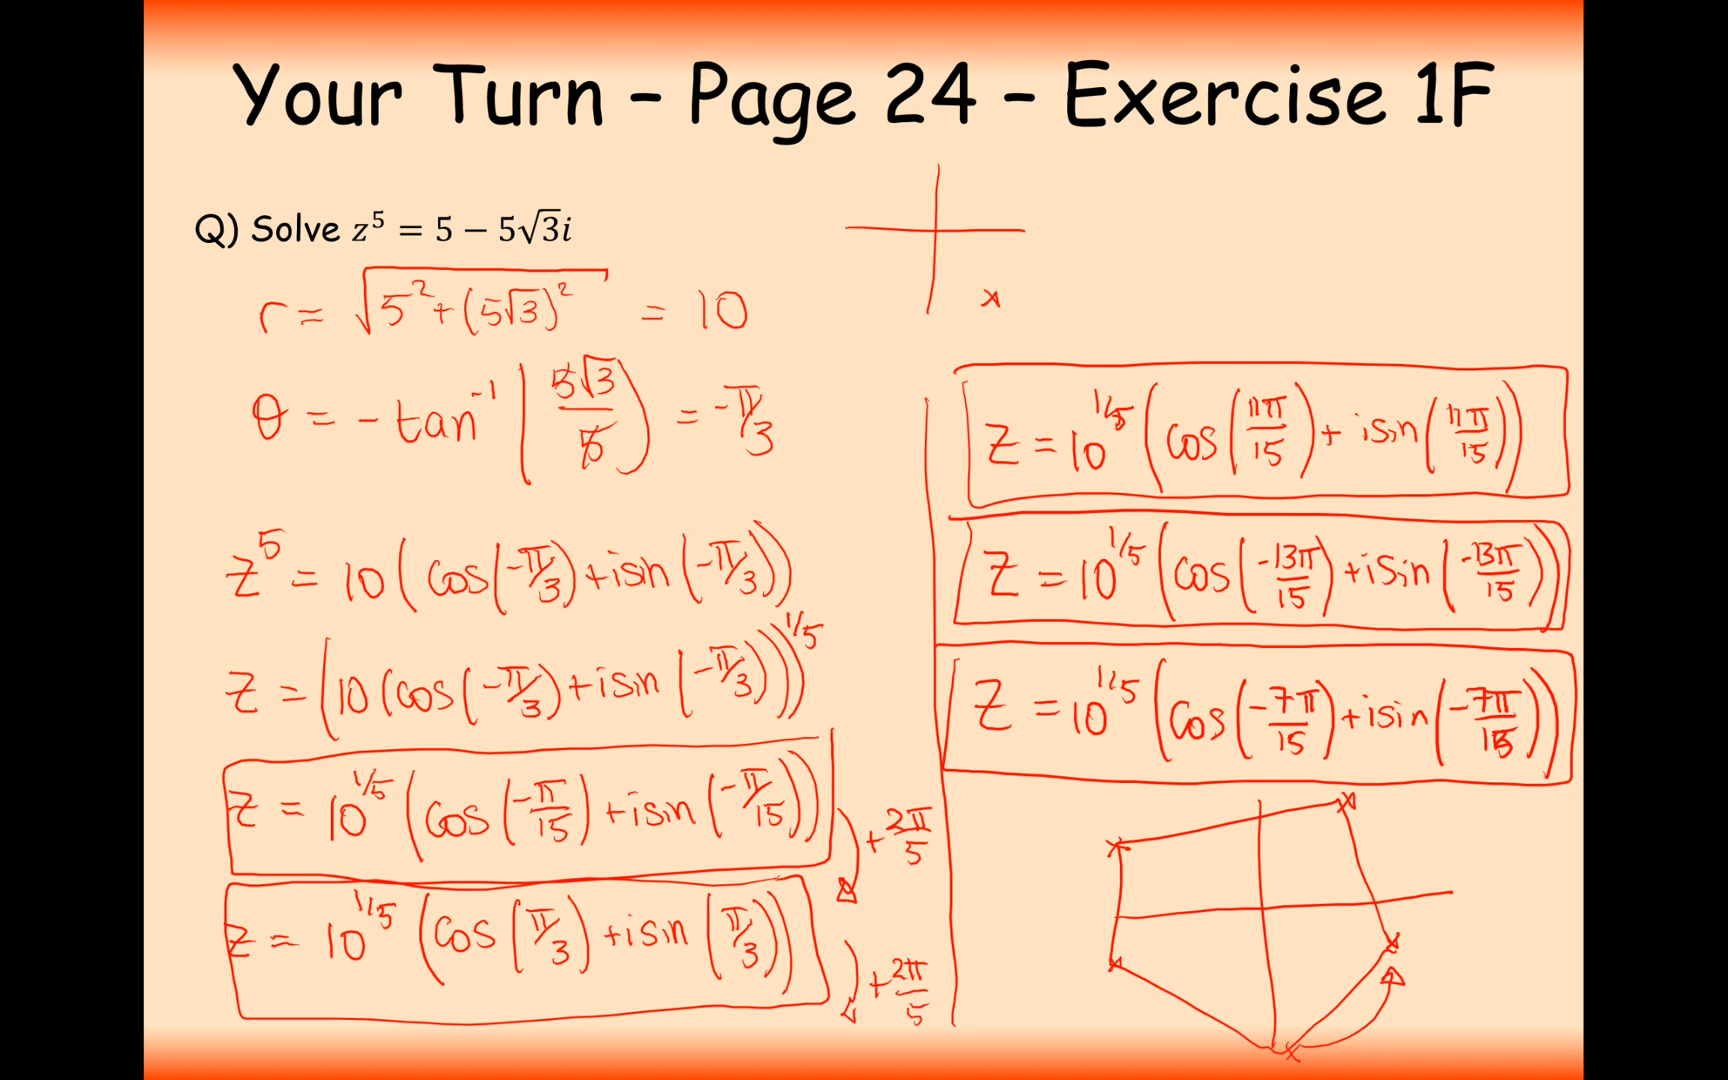 Your Turn – Page 24 – Exercise 1F
Q) Solve z⁵ = 5 − 5√3i
r = √(5² + (5√3)²) = 10
θ = -tan⁻¹(5√3/5) = -π/3
z⁵ = 10(cos(-π/3)+isin(-π/3))
z = (10(cos(-π/3)+isin(-π/3)))^1/5
z = 10^1/5 (cos(-π/15)+isin(-π/15))
+ 2π/5
z = 10^1/5 (cos(π/3)+isin(π/3))
+ 2π/5
z = 10^1/5 (cos(11π/15)+ isin(11π/15))
z = 10^1/5 (cos(-13π/15)+isin(-13π/15))
z = 10^1/5 (cos(-7π/15)+isin(-7π/15))